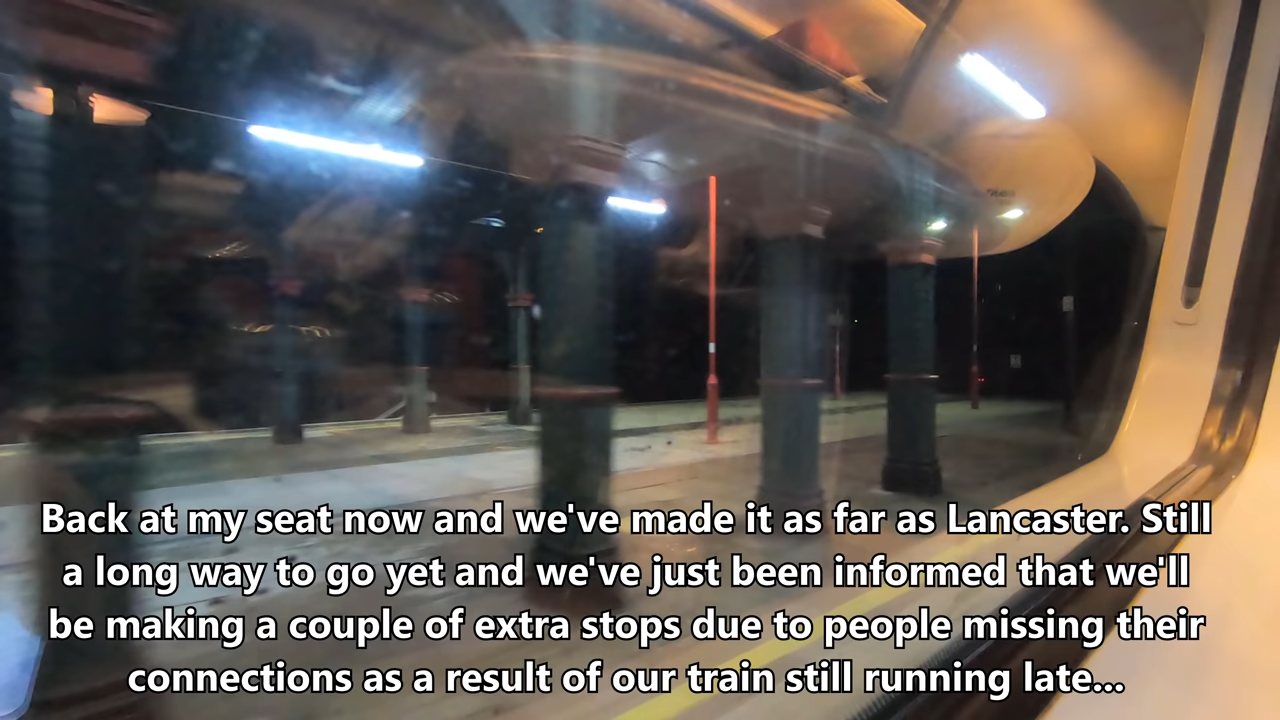 Back at my seat now and we've made it as far as Lancaster. Still
a long way to go yet and we've just been informed that we'll
be making a couple of extra stops due to people missing their
connections as a result of our train still running late...